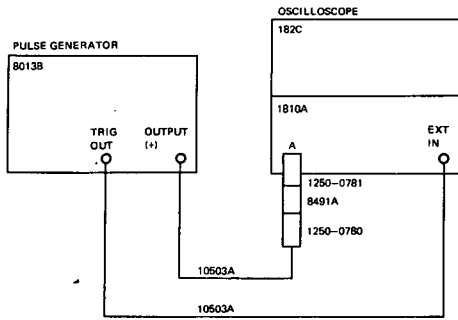 OSCILLOSCOPE
182C
PULSE GENERATOR
8013B
1810A
TRIG
OUT
OUTPUT
(+)
A
EXT
IN
1250-0781
8491A
1250-0780
10503A
10503A